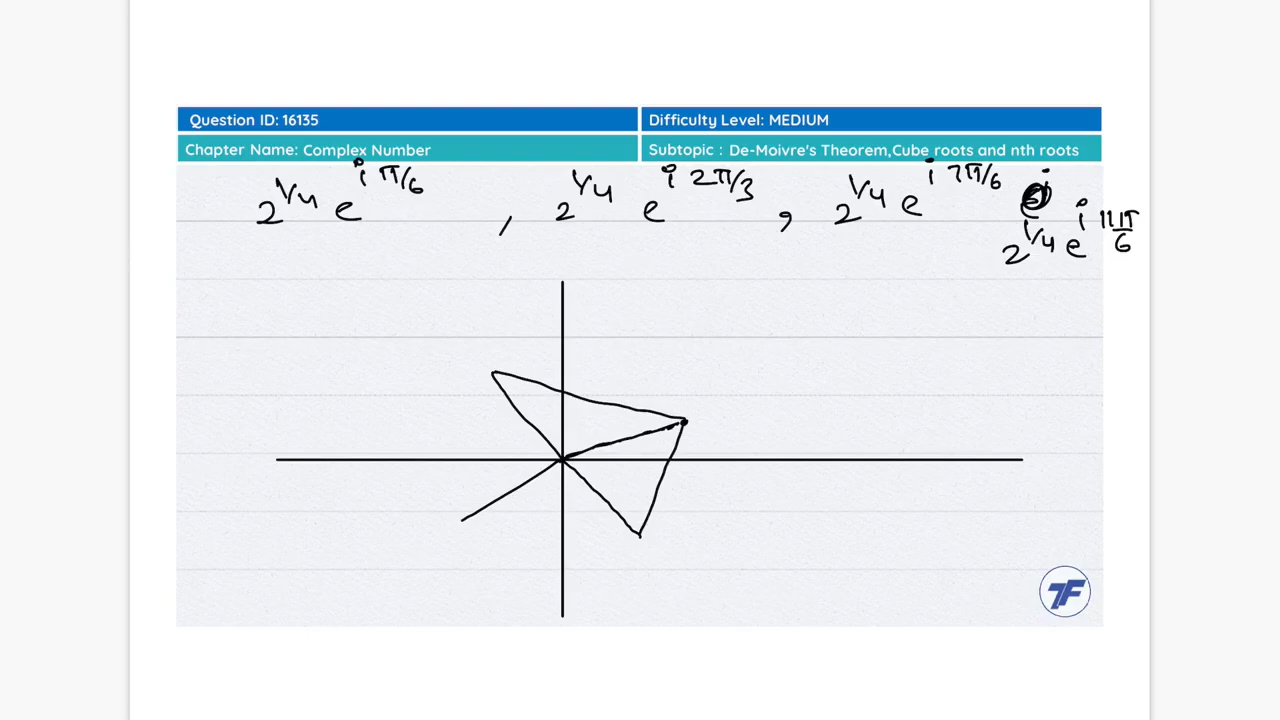 Question ID: 16135
Difficulty Level: MEDIUM
Chapter Name: Complex Number
Subtopic : De-Moivre's Theorem,Cube roots and nth roots
2^{1/4} e^{iπ/6} , 2^{1/4} e^{i2π/3} , 2^{1/4} e^{i7π/6}
2^{1/4} e^{i11π/6}
7F